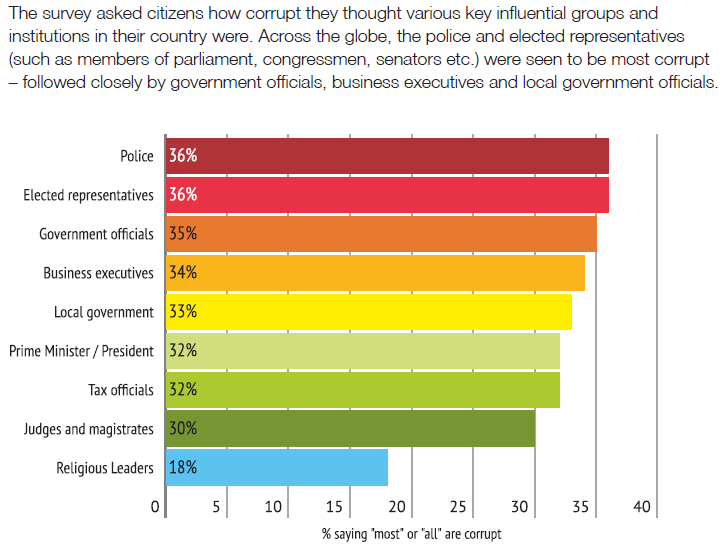 The survey asked citizens how corrupt they thought various key influential groups and
institutions in their country were. Across the globe, the police and elected representatives
(such as members of parliament, congressmen, senators etc.) were seen to be most corrupt
– followed closely by government officials, business executives and local government officials.
Police 36%
Elected representatives 36%
Government officials 35%
Business executives 34%
Local government 33%
Prime Minister / President 32%
Tax officials 32%
Judges and magistrates 30%
Religious Leaders 18%
0 5 10 15 20 25 30 35 40
% saying "most" or "all" are corrupt